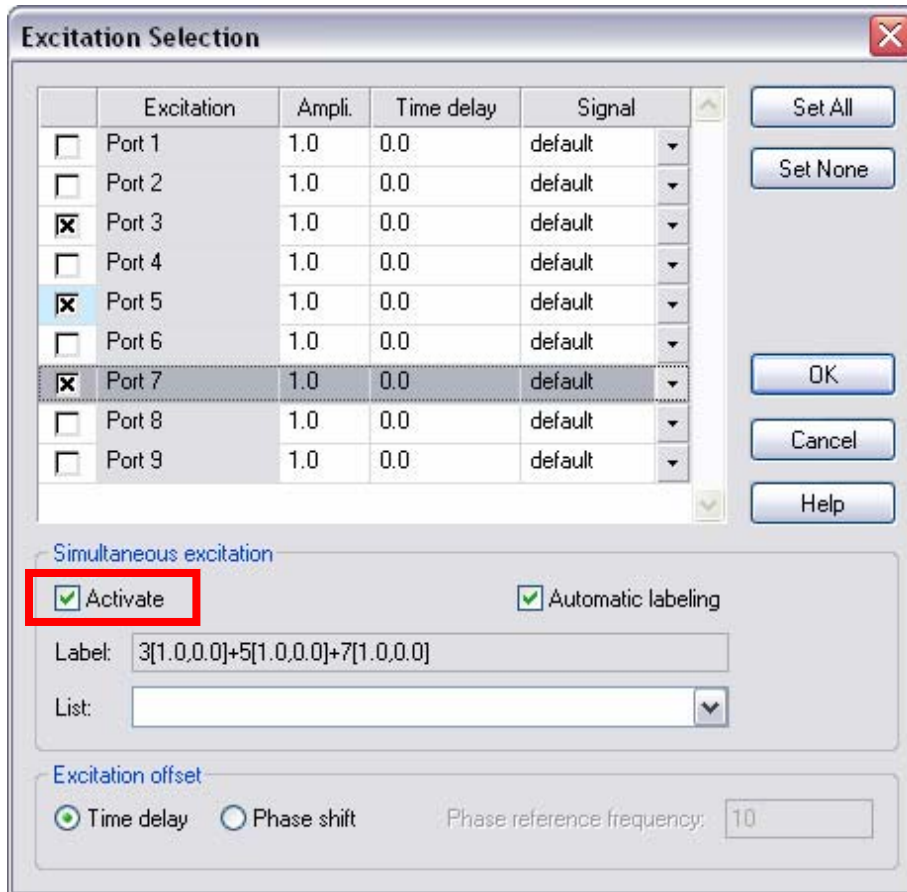 Excitation Selection
Excitation Ampli. Time delay Signal
Port 1 1.0 0.0 default
Port 2 1.0 0.0 default
Port 3 1.0 0.0 default
Port 4 1.0 0.0 default
Port 5 1.0 0.0 default
Port 6 1.0 0.0 default
Port 7 1.0 0.0 default
Port 8 1.0 0.0 default
Port 9 1.0 0.0 default
Set All
Set None
OK
Cancel
Help
Simultaneous excitation
Activate Automatic labeling
Label: 3[1.0,0.0]+5[1.0,0.0]+7[1.0,0.0]
List:
Excitation offset
Time delay Phase shift Phase reference frequency: 10